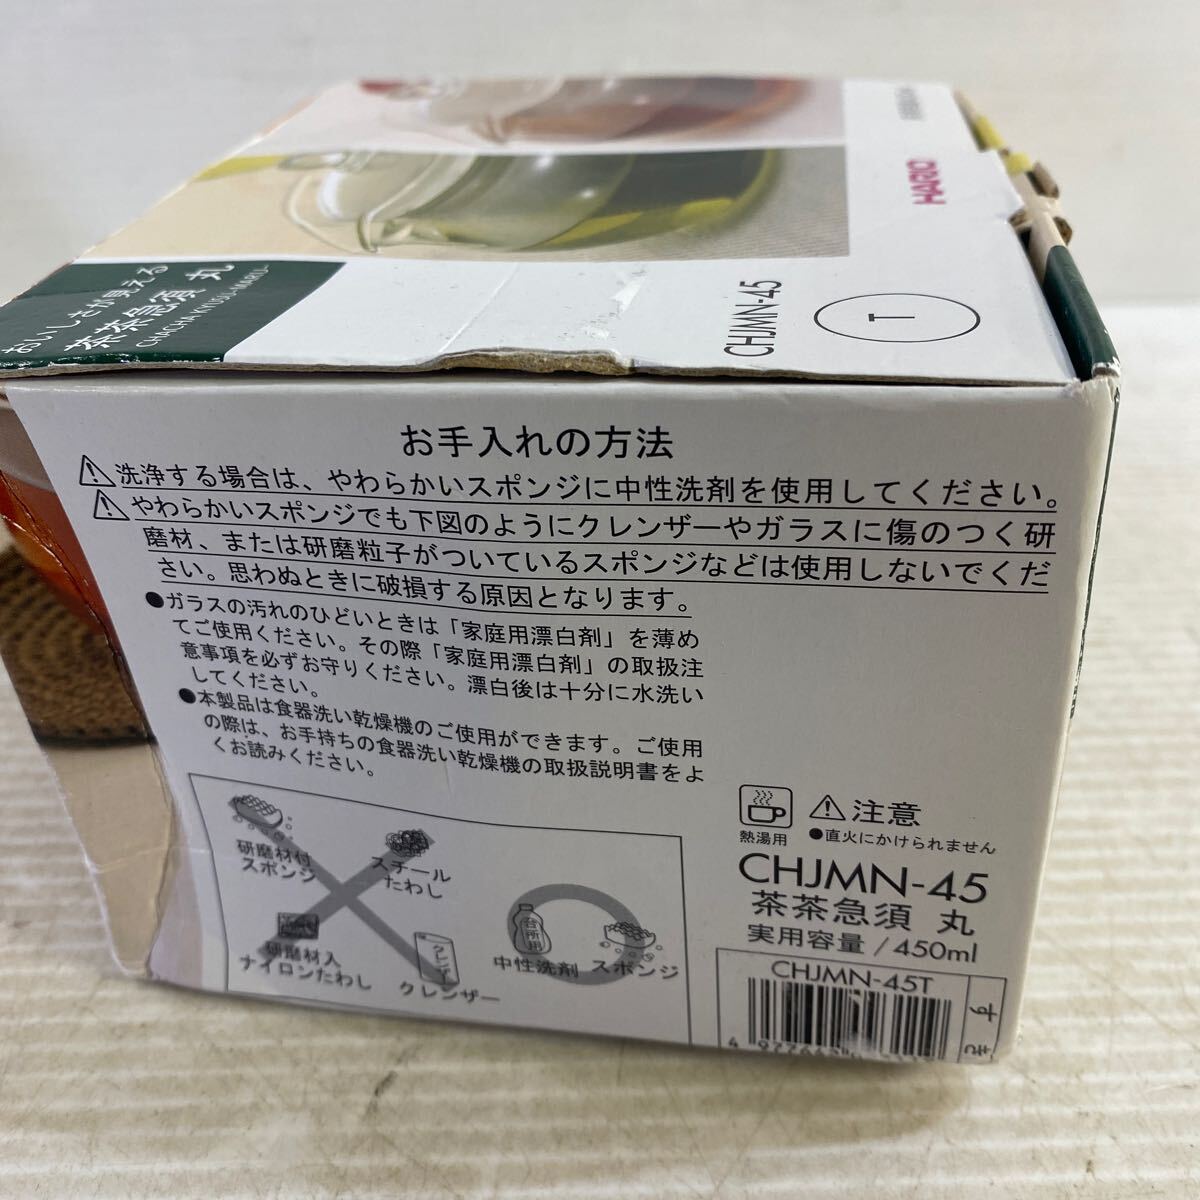 おいしさが見える
茶茶急須 丸
CHACHA KYUSU-MARU-
HARIO
CHJMN-45
T
お手入れの方法
⚠洗浄する場合は、やわらかいスポンジに中性洗剤を使用してください。
⚠やわらかいスポンジでも下図のようにクレンザーやガラスに傷のつく研
磨材、または研磨粒子がついているスポンジなどは使用しないでくだ
さい。思わぬときに破損する原因となります。
●ガラスの汚れのひどいときは「家庭用漂白剤」を薄め
てご使用ください。その際「家庭用漂白剤」の取扱注
意事項を必ずお守りください。漂白後は十分に水洗い
してください。
●本製品は食器洗い乾燥機のご使用ができます。ご使用
の際は、お手持ちの食器洗い乾燥機の取扱説明書をよ
くお読みください。
研磨材付
スポンジ
スチール
たわし
研磨材入
ナイロンたわし
クレンザー
クレンザー
台所用
中性洗剤
スポンジ
熱湯用
⚠注意
●直火にかけられません
CHJMN-45
茶茶急須 丸
実用容量/450ml
CHJMN-45T
すき